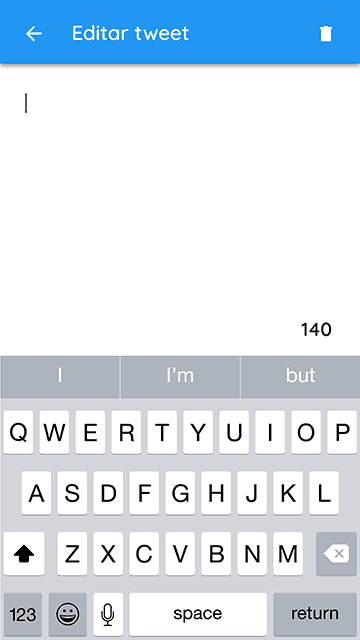 Editar tweet
140
I I’m but
Q W E R T Y U I O P
A S D F G H J K L
Z X C V B N M
123 space return